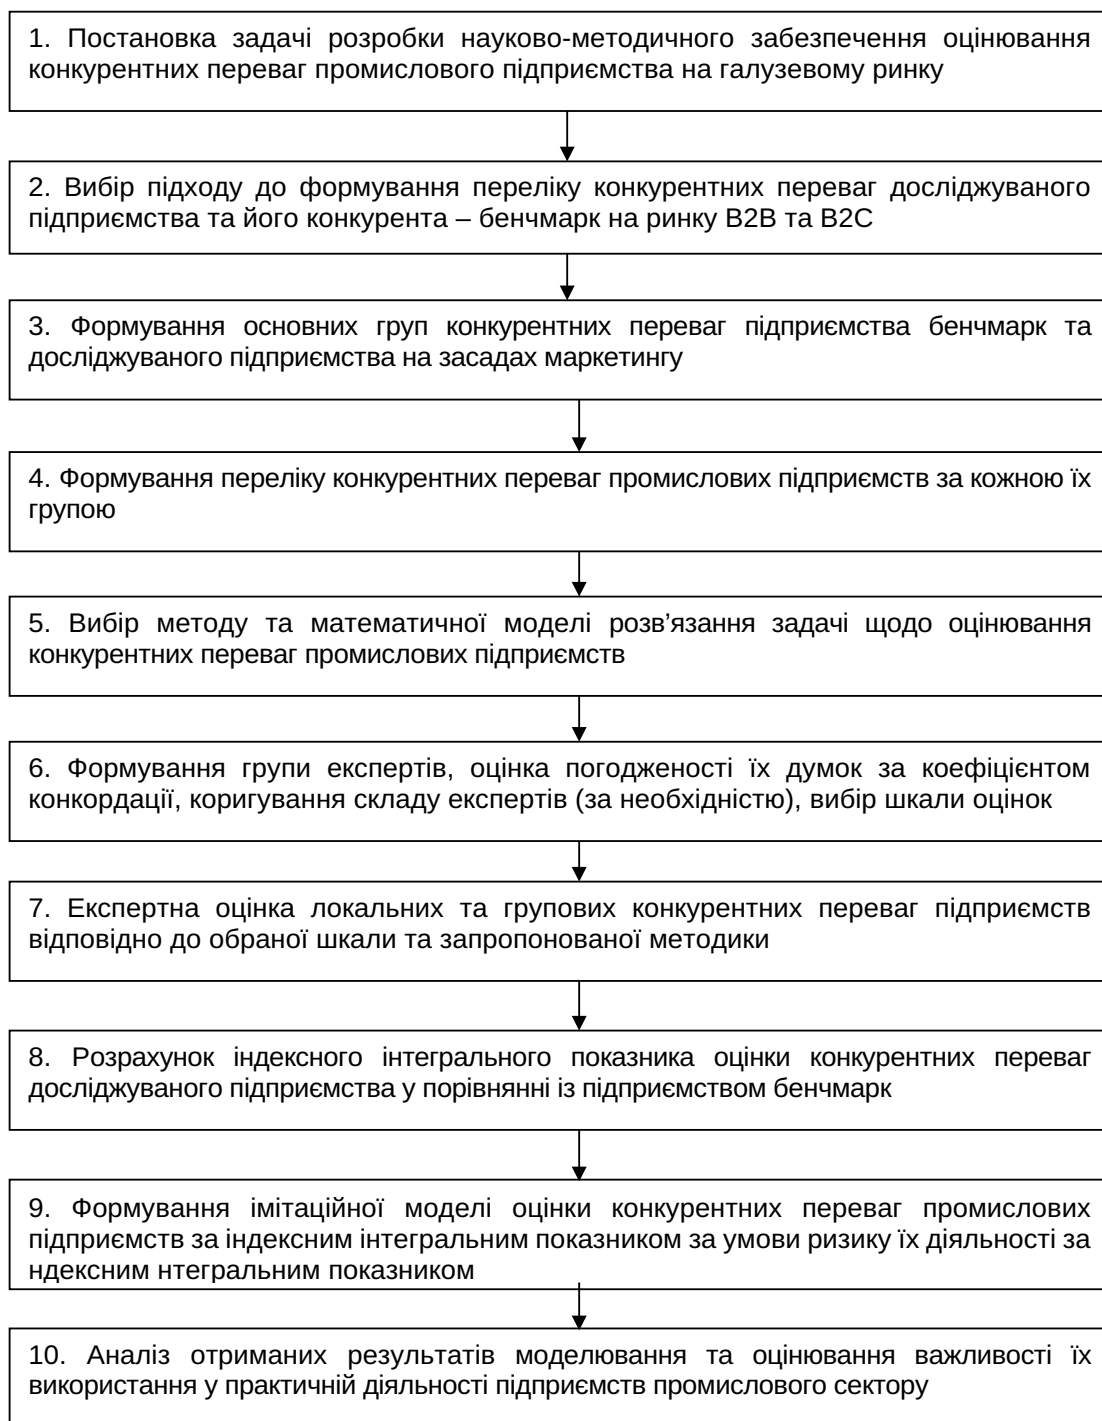 1. Постановка задачі розробки науково-методичного забезпечення оцінювання
конкурентних переваг промислового підприємства на галузевому ринку
2. Вибір підходу до формування переліку конкурентних переваг досліджуваного
підприємства та його конкурента – бенчмарк на ринку В2В та В2С
3. Формування основних груп конкурентних переваг підприємства бенчмарк та
досліджуваного підприємства на засадах маркетингу
4. Формування переліку конкурентних переваг промислових підприємств за кожною їх
групою
5. Вибір методу та математичної моделі розв’язання задачі щодо оцінювання
конкурентних переваг промислових підприємств
6. Формування групи експертів, оцінка погодженості їх думок за коефіцієнтом
конкордації, коригування складу експертів (за необхідністю), вибір шкали оцінок
7. Експертна оцінка локальних та групових конкурентних переваг підприємств
відповідно до обраної шкали та запропонованої методики
8. Розрахунок індексного інтегрального показника оцінки конкурентних переваг
досліджуваного підприємства у порівнянні із підприємством бенчмарк
9. Формування імітаційної моделі оцінки конкурентних переваг промислових
підприємств за індексним інтегральним показником за умови ризику їх діяльності за
ндексним нтегральним показником
10. Аналіз отриманих результатів моделювання та оцінювання важливості їх
використання у практичній діяльності підприємств промислового сектору